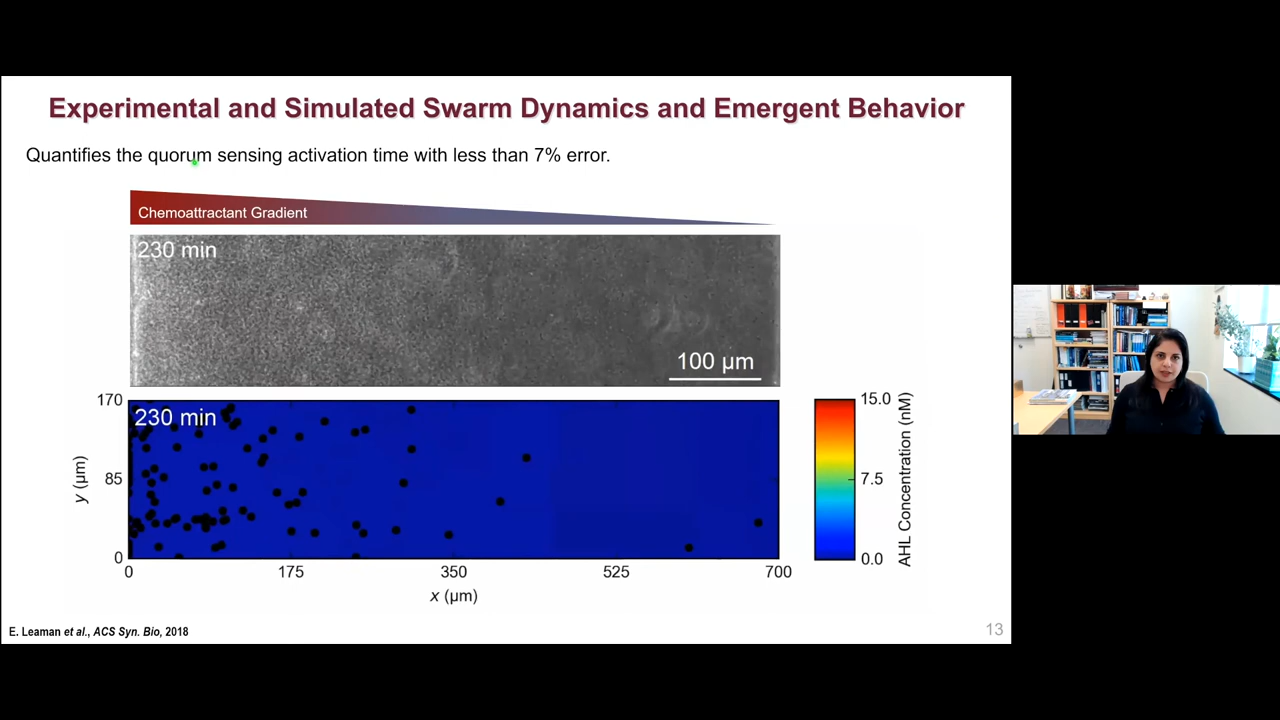 Experimental and Simulated Swarm Dynamics and Emergent Behavior
Quantifies the quorum sensing activation time with less than 7% error.
Chemoattractant Gradient
230 min
100 µm
230 min
170
85
0
y (µm)
0
175
350
525
700
x (µm)
15.0
7.5
0.0
AHL Concentration (nM)
E. Leaman et al., ACS Syn. Bio, 2018
13